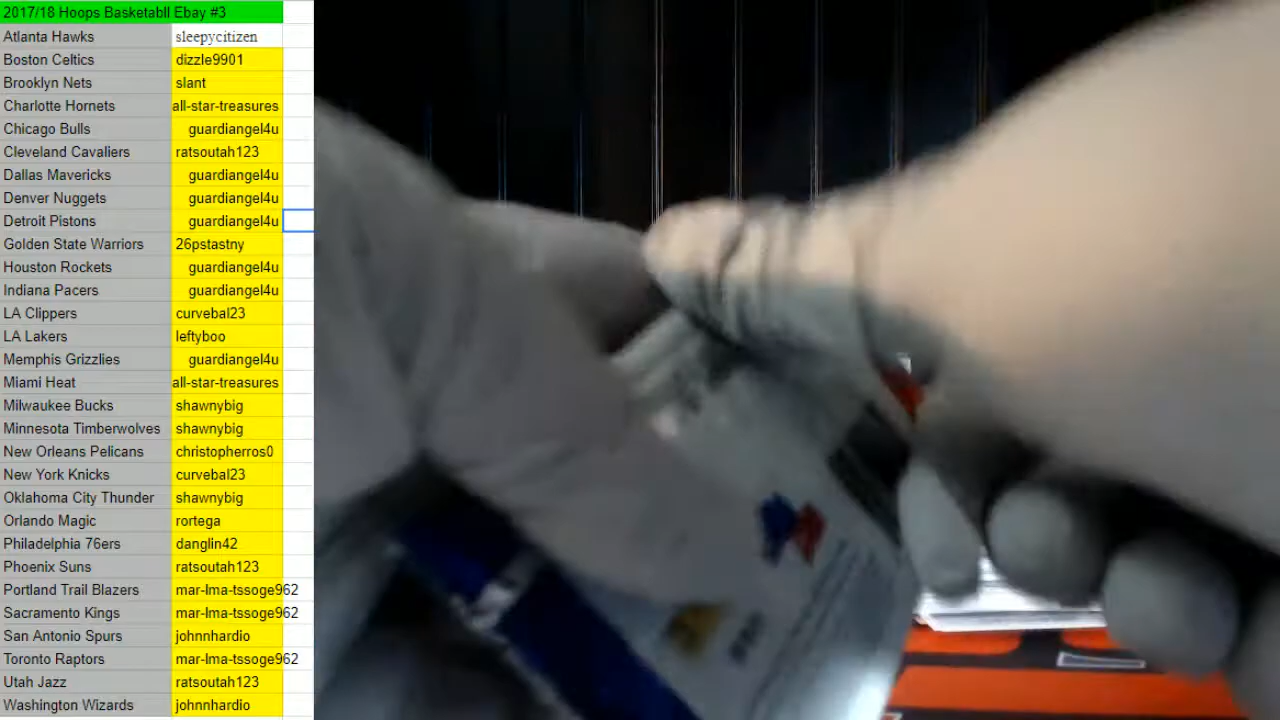 2017/18 Hoops Basketabll Ebay #3
Atlanta Hawks sleepycitizen
Boston Celtics dizzle9901
Brooklyn Nets slant
Charlotte Hornets all-star-treasures
Chicago Bulls guardiangel4u
Cleveland Cavaliers ratsoutah123
Dallas Mavericks guardiangel4u
Denver Nuggets guardiangel4u
Detroit Pistons guardiangel4u
Golden State Warriors 26pstastny
Houston Rockets guardiangel4u
Indiana Pacers guardiangel4u
LA Clippers curvebal23
LA Lakers leftyboo
Memphis Grizzlies guardiangel4u
Miami Heat all-star-treasures
Milwaukee Bucks shawnybig
Minnesota Timberwolves shawnybig
New Orleans Pelicans christopherros0
New York Knicks curvebal23
Oklahoma City Thunder shawnybig
Orlando Magic rortega
Philadelphia 76ers danglin42
Phoenix Suns ratsoutah123
Portland Trail Blazers mar-lma-tssoge962
Sacramento Kings mar-lma-tssoge962
San Antonio Spurs johnnhardio
Toronto Raptors mar-lma-tssoge962
Utah Jazz ratsoutah123
Washington Wizards johnnhardio